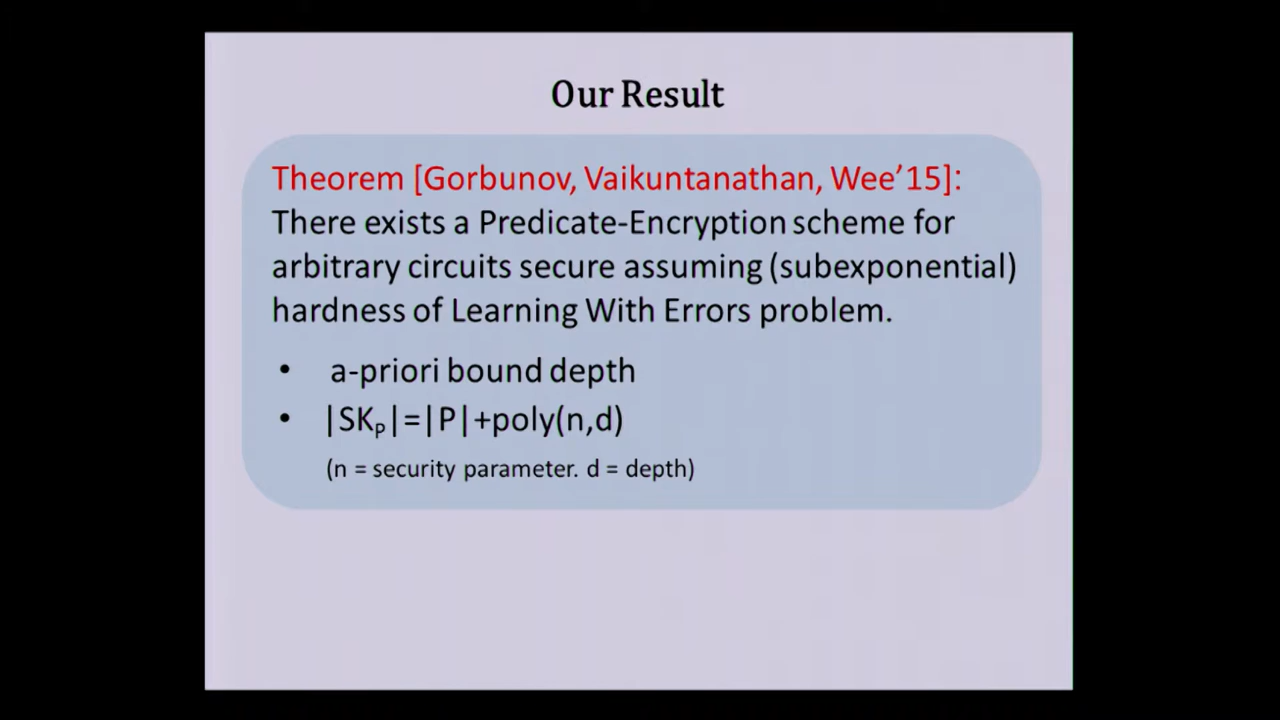 Our Result
Theorem [Gorbunov, Vaikuntanathan, Wee’15]:
There exists a Predicate-Encryption scheme for
arbitrary circuits secure assuming (subexponential)
hardness of Learning With Errors problem.
• a-priori bound depth
• |SKₚ|=|P|+poly(n,d)
(n = security parameter. d = depth)